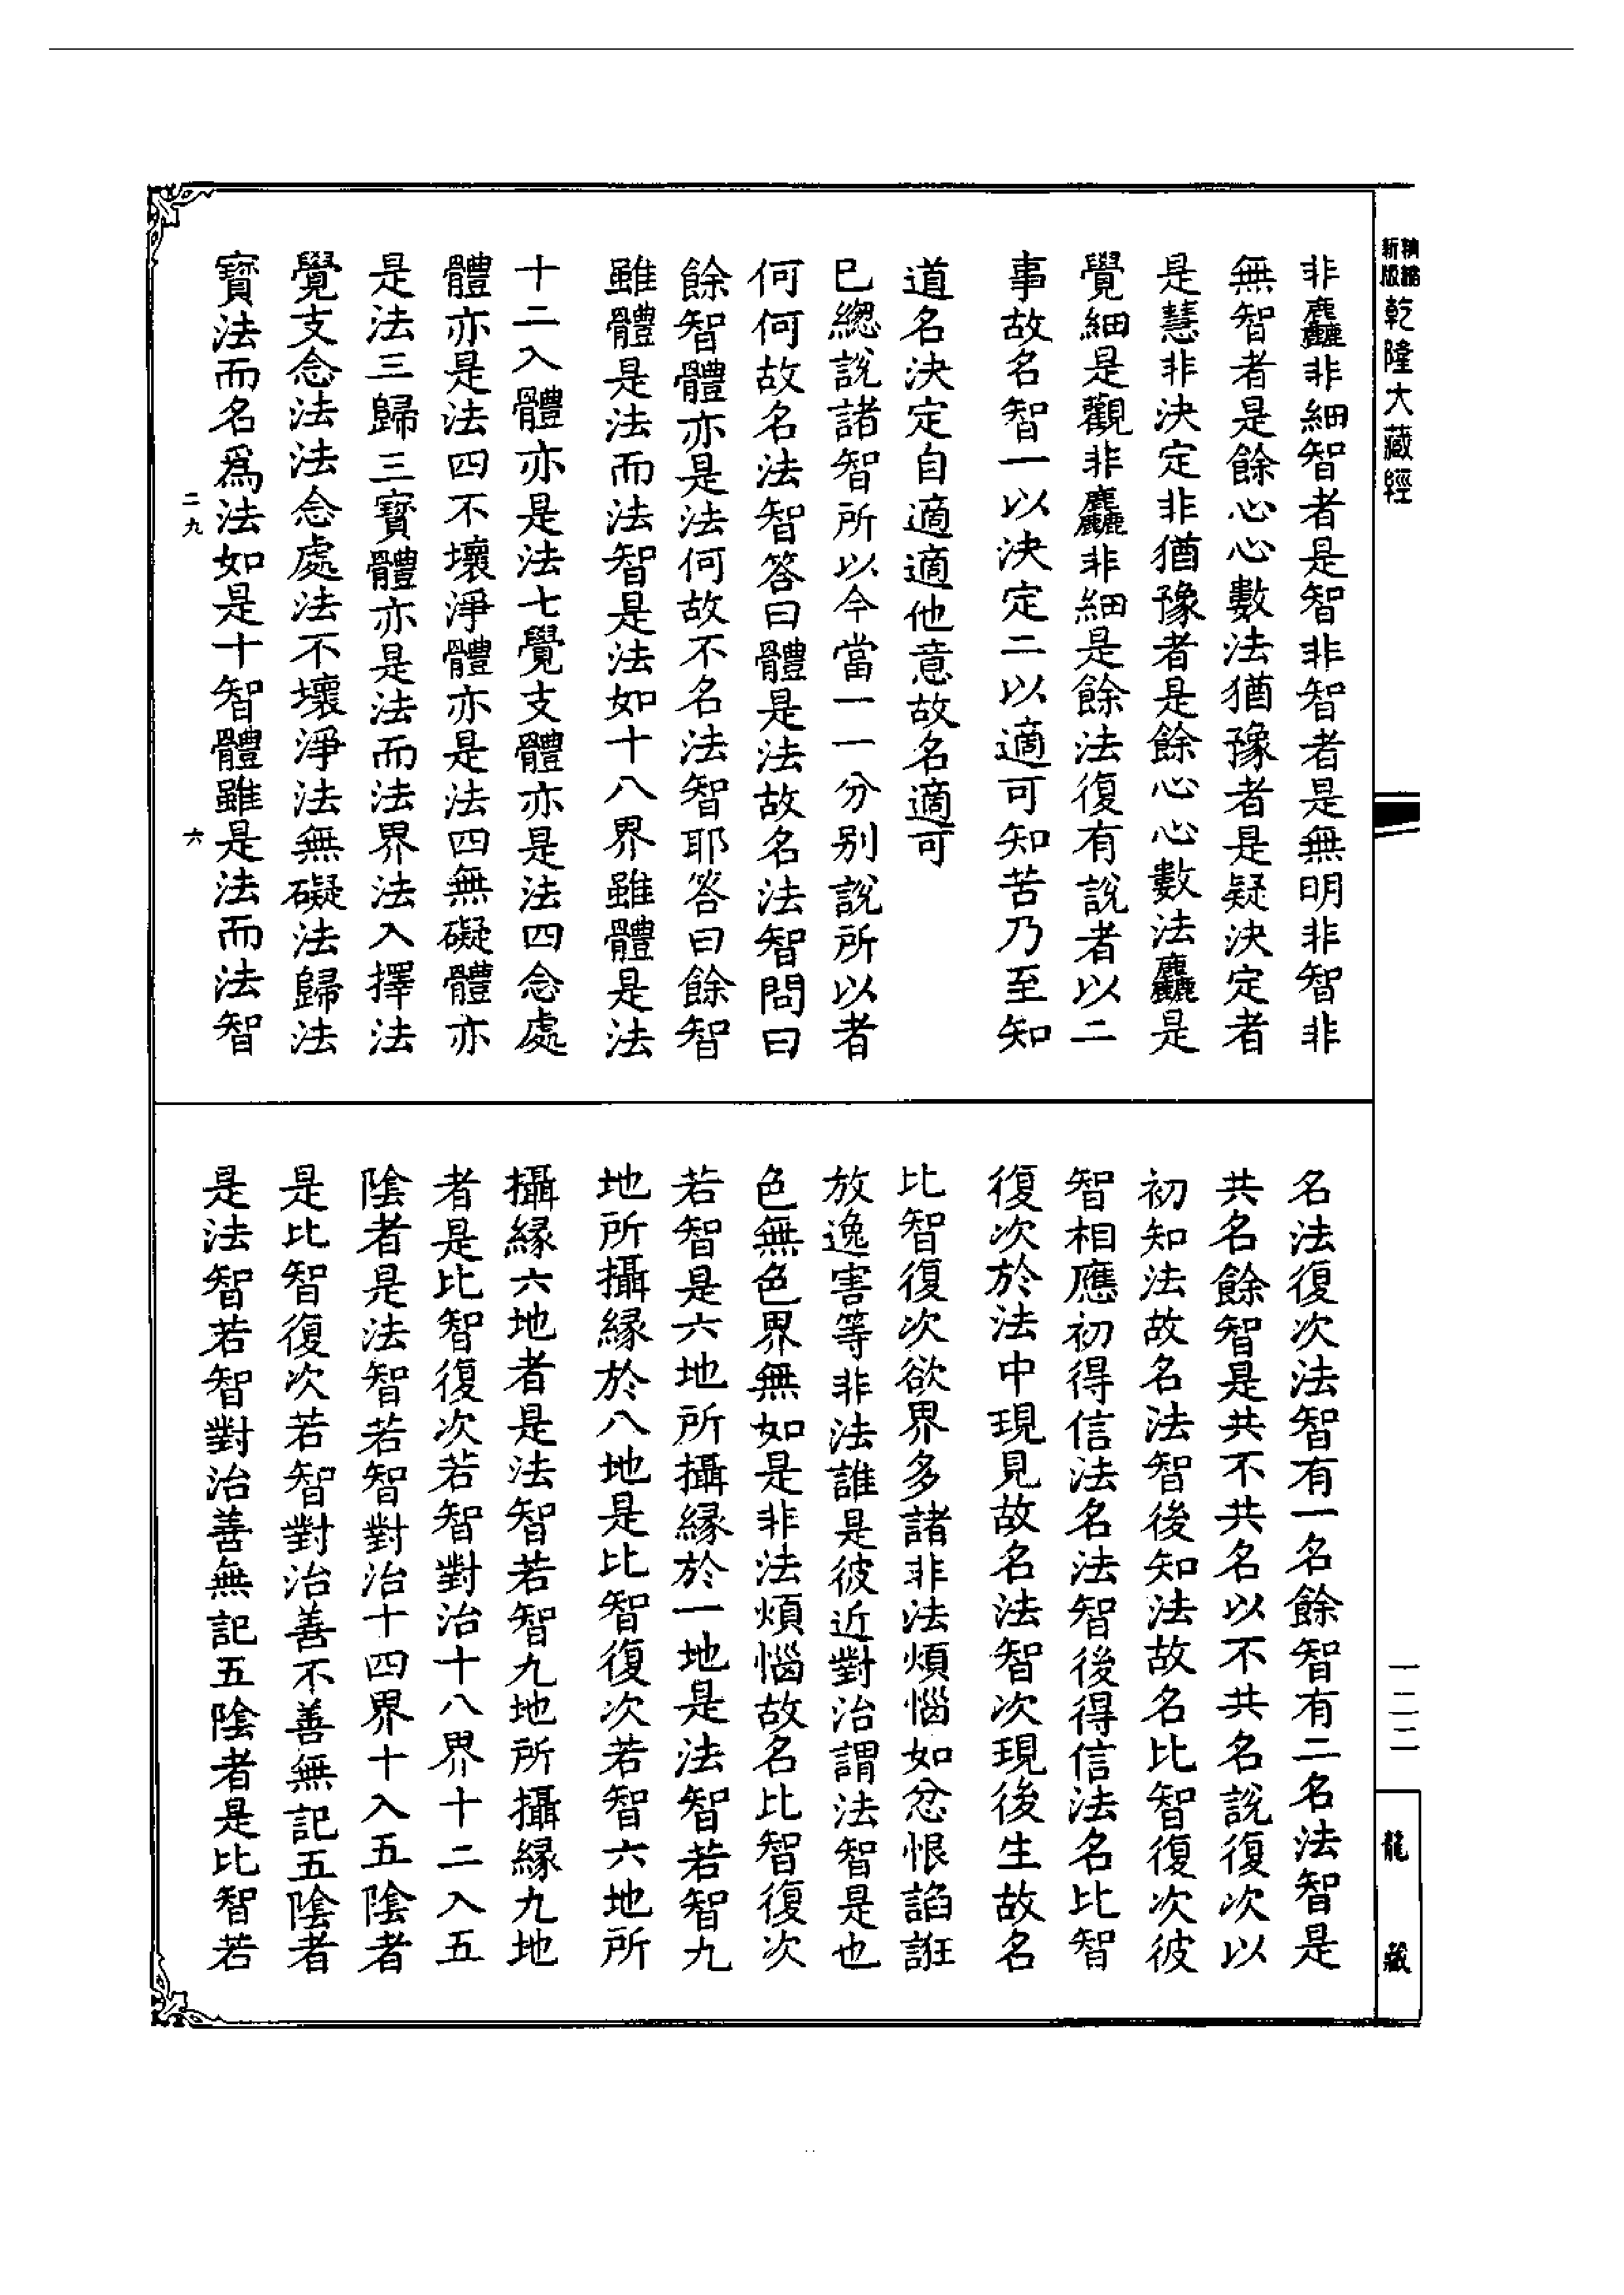 精縮新版乾隆大藏經
非麤非細智者是智非智者是無明非智非
無智者是餘心心數法猶豫者是疑決定者
是慧非決定非猶豫者是餘心心數法麤是
覺細是觀非麤非細是餘法復有說者以二
事故名智一以決定二以適可知苦乃至知
道名決定自適適他意故名適可
已總說諸智所以今當一一分别說所以者
何何故名法智答曰體是法故名法智問曰
餘智體亦是法何故不名法智耶答曰餘智
雖體是法而法智是法如十八界雖體是法
十二入體亦是法七覺支體亦是法四念處
體亦是法四不壞淨體亦是法四無礙體亦
是法三歸三寳體亦是法而法界法入擇法
覺支念法法念處法不壞淨法無礙法歸法
寳法而名爲法如是十智體雖是法而法智
二九
六
名法復次法智有一名餘智有二名法智是
共名餘智是共不共名以不共名說復次以
初知法故名法智後知法故名比智復次彼
智相應初得信法名法智後得信法名比智
復次於法中現見故名法智次現後生故名
比智復次欲界多諸非法煩惱如忿恨諂誑
放逸害等非法誰是彼近對治謂法智是也
色無色界無如是非法煩惱故名比智復次
若智是六地所攝緣於一地是法智若智九
地所攝緣於八地是比智復次若智六地所
攝緣六地者是法智若智九地所攝緣九地
者是比智復次若智對治十八界十二入五
陰者是法智若智對治十四界十入五陰者
是比智復次若智對治善不善無記五陰者
是法智若智對治善無記五陰者是比智若
一二二
龍藏